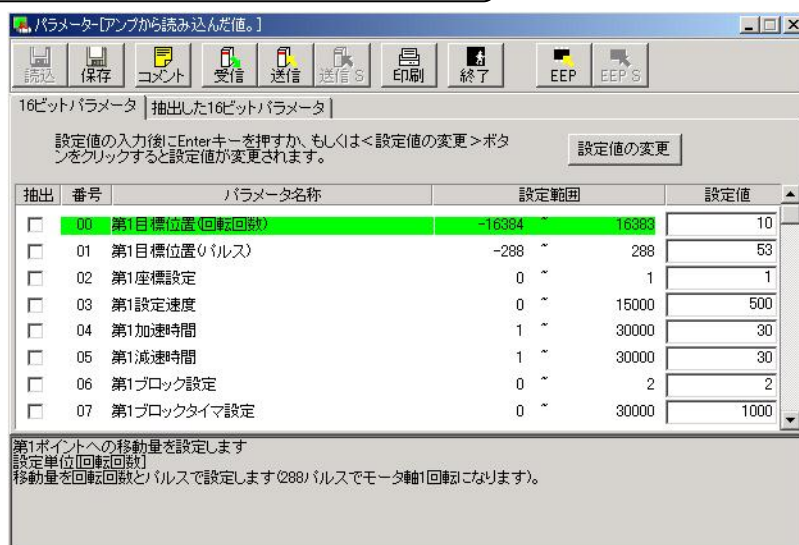 パラメーター[アンプから読み込んだ値。]
読込 保存 コメント 受信 送信 送信S 印刷 終了 EEP EEP S
16ビットパラメータ 抽出した16ビットパラメータ
設定値の入力後にEnterキーを押すか、もしくは<設定値の変更>ボタ
ンをクリックすると設定値が変更されます。
設定値の変更
抽出 番号 パラメータ名称 設定範囲 設定値
00 第1目標位置(回転回数) -16384 ~ 16383 10
01 第1目標位置(パルス) -288 ~ 288 53
02 第1座標設定 0 ~ 1 1
03 第1設定速度 0 ~ 15000 500
04 第1加速時間 1 ~ 30000 30
05 第1減速時間 1 ~ 30000 30
06 第1ブロック設定 0 ~ 2 2
07 第1ブロックタイマ設定 0 ~ 30000 1000
第1ポイントへの移動量を設定します
設定単位[回転回数]
移動量を回転回数とパルスで設定します(288パルスでモータ軸1回転になります)。